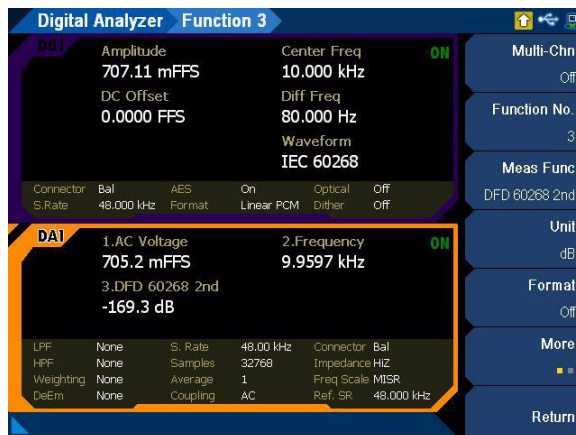 Digital Analyzer Function 3
DG1
Amplitude Center Freq ON
707.11 mFFS 10.000 kHz
DC Offset Diff Freq
0.0000 FFS 80.000 Hz
Waveform
IEC 60268
Connector Bal AES On Optical Off
S.Rate 48.000 kHz Format Linear PCM Dither Off
DA1
1.AC Voltage 2.Frequency ON
705.2 mFFS 9.9597 kHz
3.DFD 60268 2nd
-169.3 dB
LPF None S. Rate 48.00 kHz Connector Bal
HPF None Samples 32768 Impedance HiZ
Weighting None Average 1 Freq Scale MISR
DeEm None Coupling AC Ref. SR 48.000 kHz
Multi-Chn
Off
Function No.
3
Meas Func
DFD 60268 2nd
Unit
dB
Format
Off
More
Return